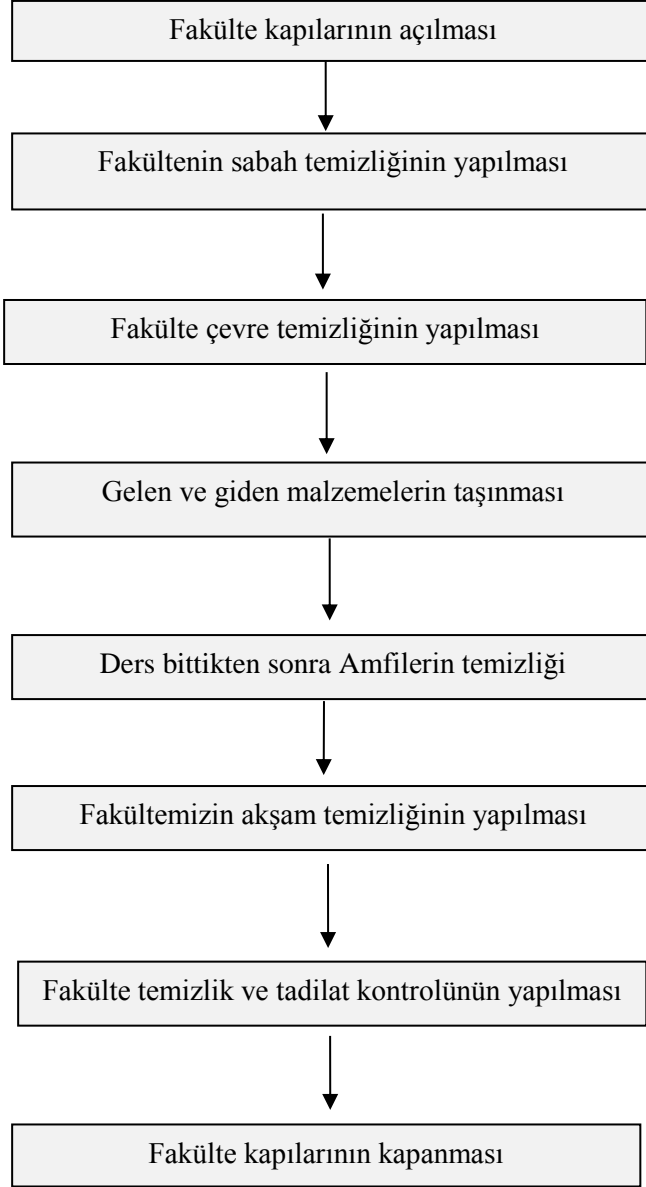 Fakülte kapılarının açılması
Fakültenin sabah temizliğinin yapılması
Fakülte çevre temizliğinin yapılması
Gelen ve giden malzemelerin taşınması
Ders bittikten sonra Amfilerin temizliği
Fakültemizin akşam temizliğinin yapılması
Fakülte temizlik ve tadilat kontrolünün yapılması
Fakülte kapılarının kapanması